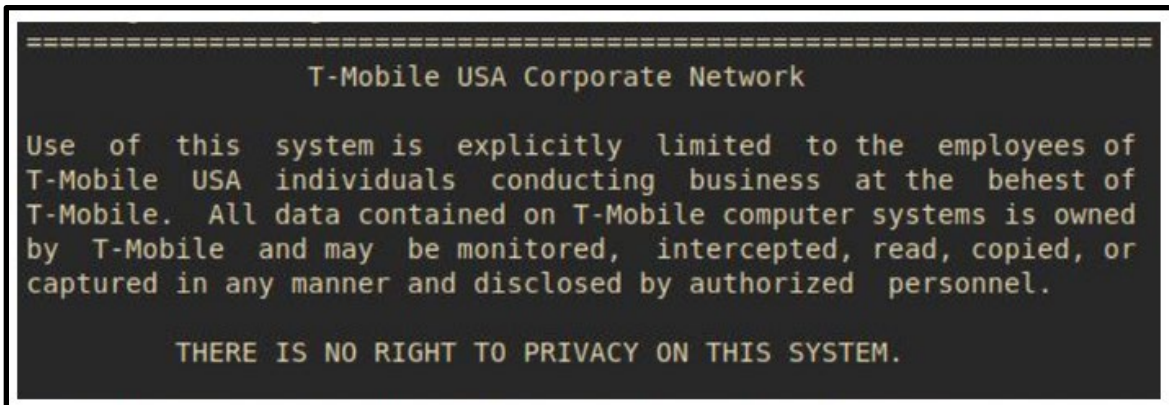 ======================================================================
T-Mobile USA Corporate Network
Use of this system is explicitly limited to the employees of
T-Mobile USA individuals conducting business at the behest of
T-Mobile. All data contained on T-Mobile computer systems is owned
by T-Mobile and may be monitored, intercepted, read, copied, or
captured in any manner and disclosed by authorized personnel.
THERE IS NO RIGHT TO PRIVACY ON THIS SYSTEM.